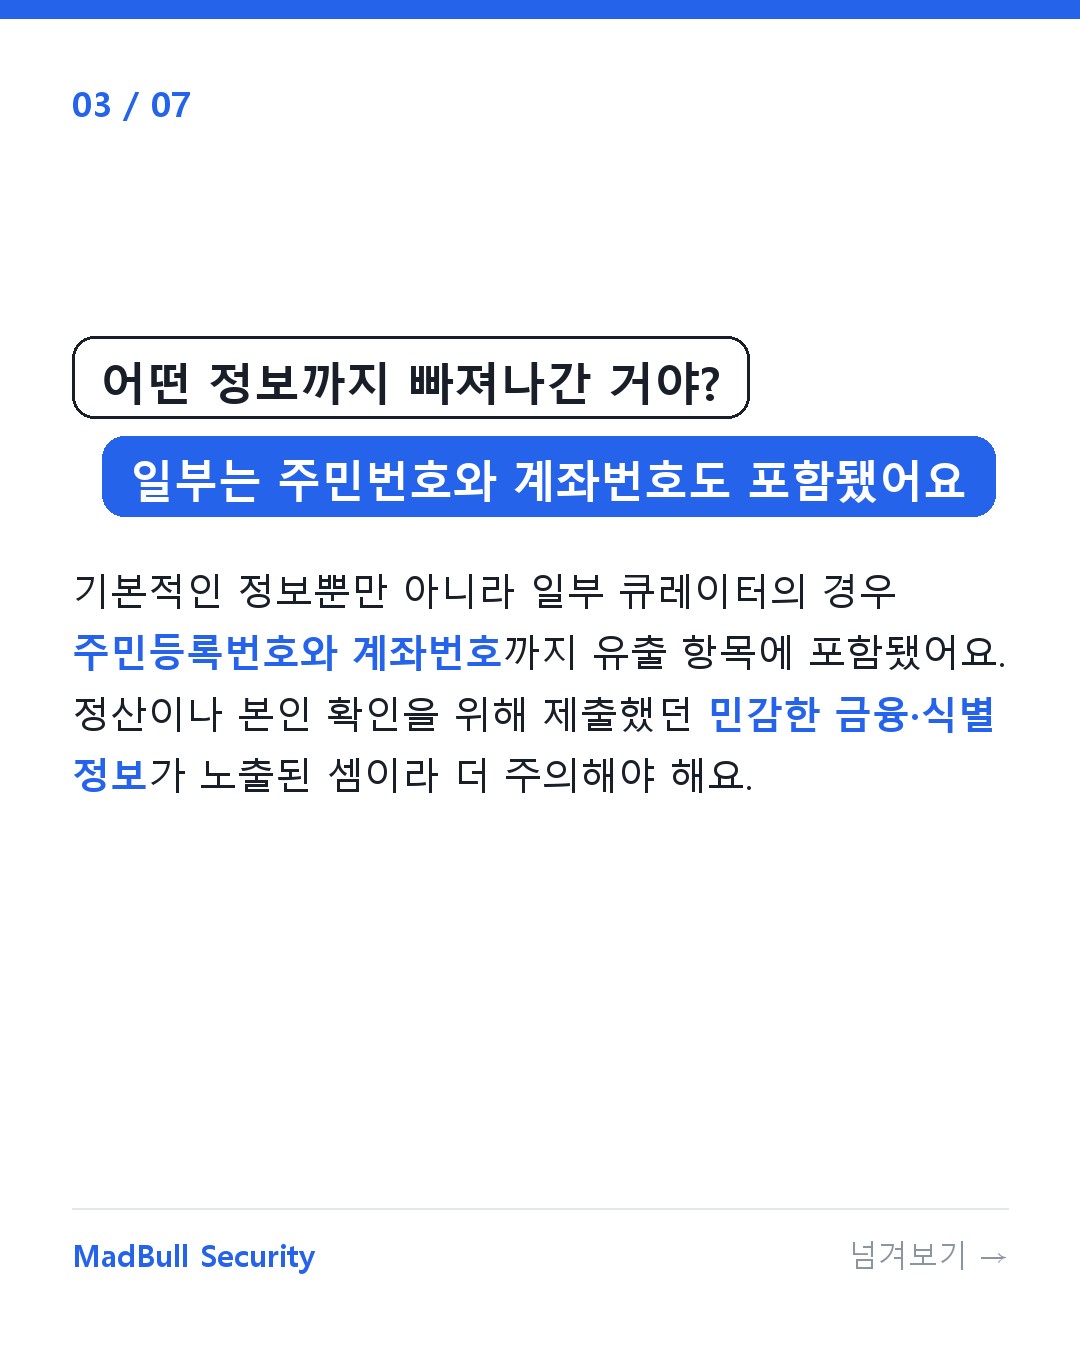 03 / 07
어떤 정보까지 빠져나간 거야?
일부는 주민번호와 계좌번호도 포함됐어요
기본적인 정보뿐만 아니라 일부 큐레이터의 경우
주민등록번호와 계좌번호까지 유출 항목에 포함됐어요.
정산이나 본인 확인을 위해 제출했던 민감한 금융·식별
정보가 노출된 셈이라 더 주의해야 해요.
MadBull Security
넘겨보기 →